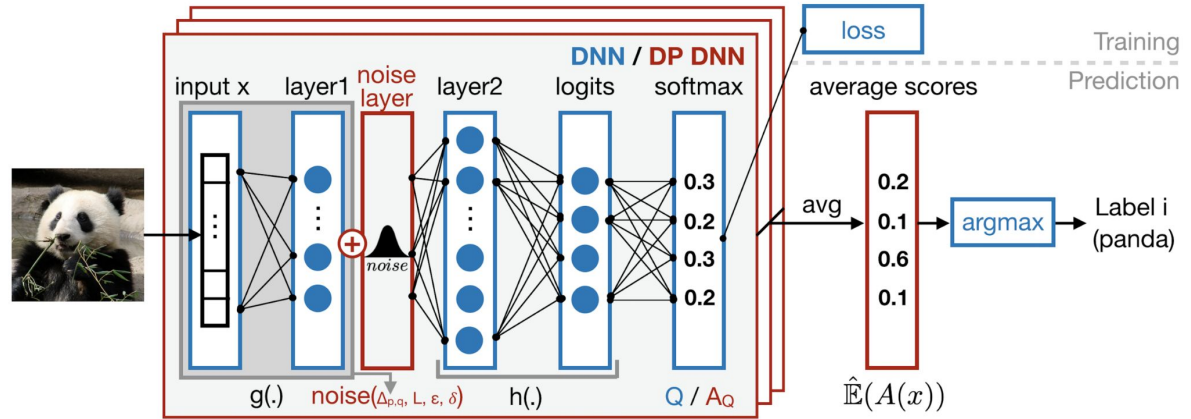 DNN / DP DNN
loss
Training
Prediction
input x
layer1
noise
layer
layer2
logits
softmax
average scores
0.3
0.2
0.3
0.2
+
noise
avg
0.2
0.1
0.6
0.1
argmax
Label i
(panda)
g(.)
noise(Δp,q, L, ε, δ)
h(.)
Q / AQ
Ê(A(x))